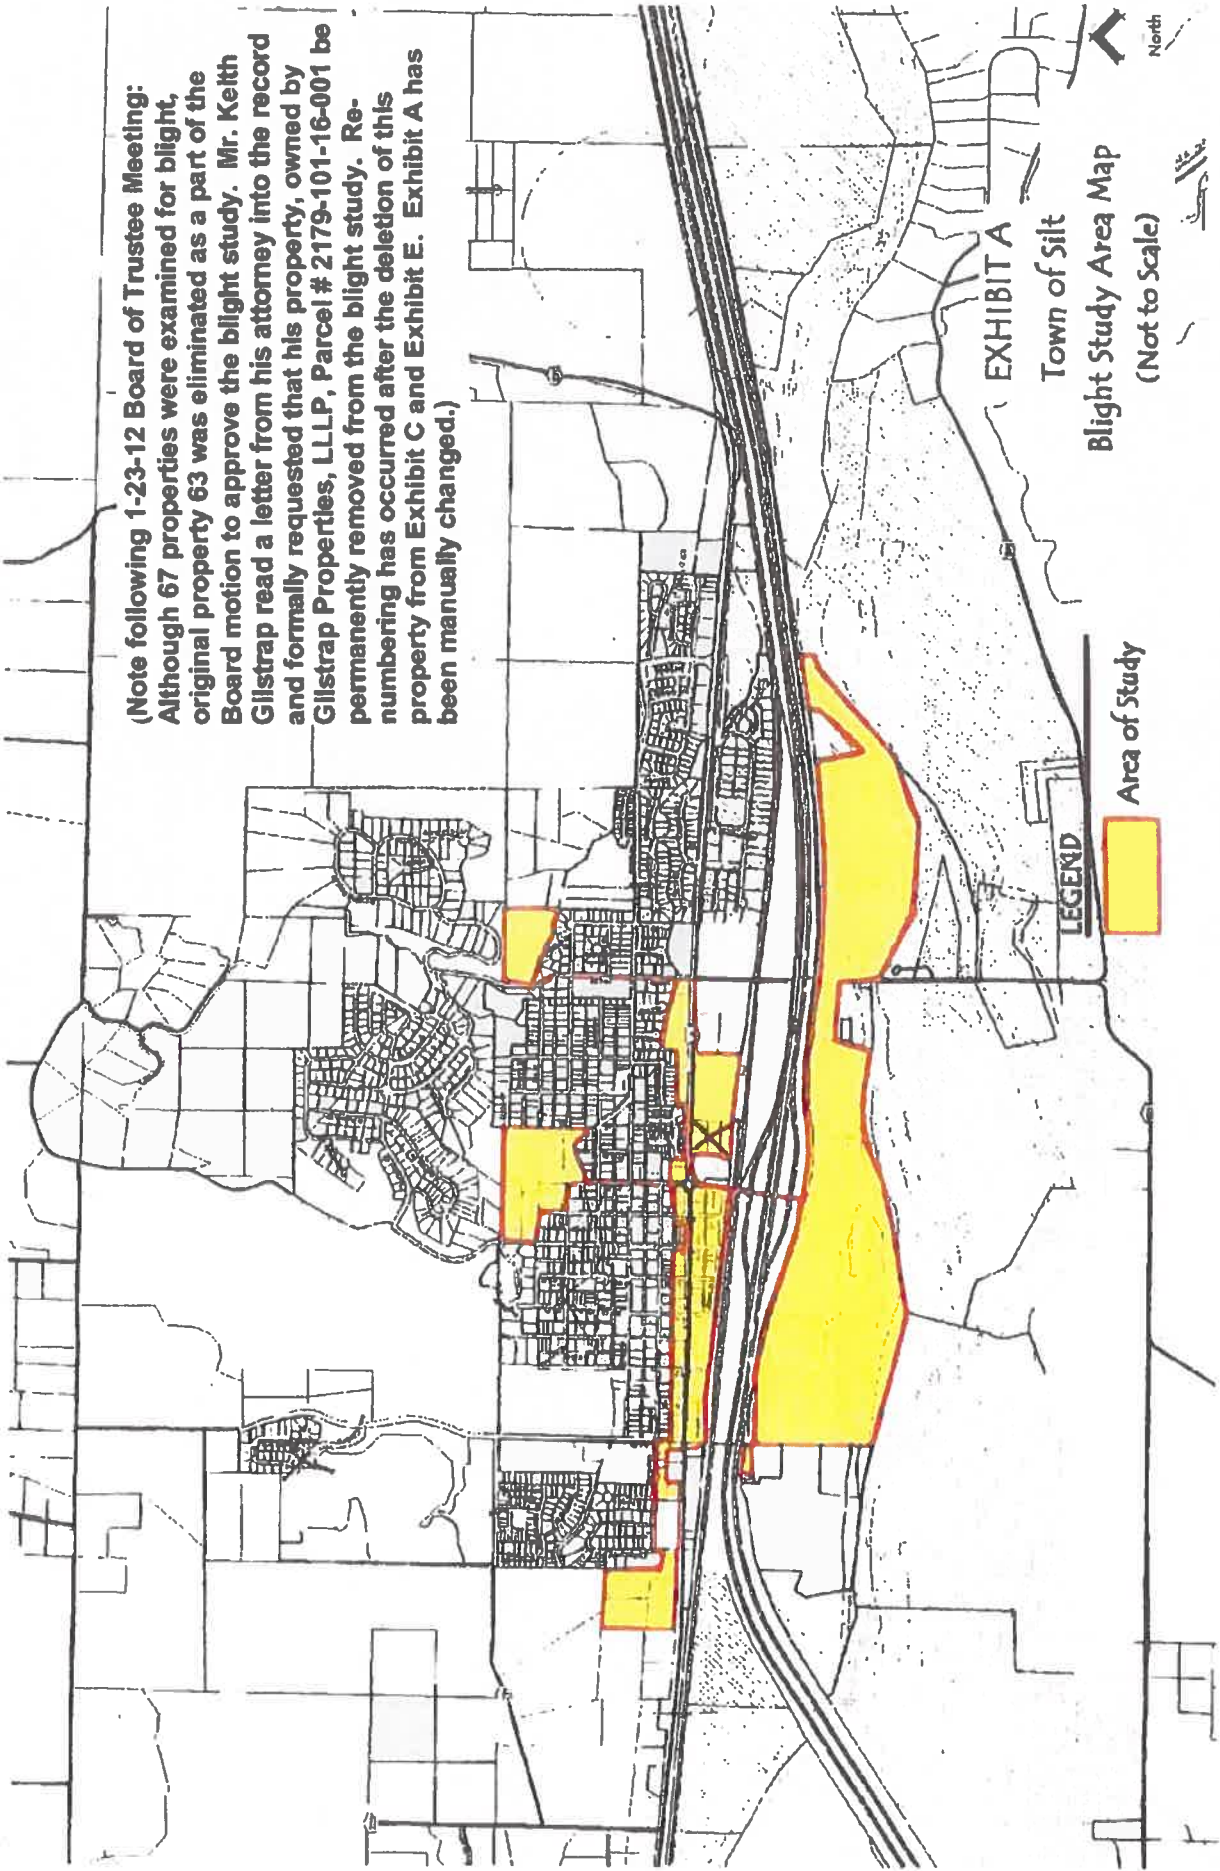 (Note following 1-23-12 Board of Trustee Meeting:
Although 67 properties were examined for blight,
original property 63 was eliminated as a part of the
Board motion to approve the blight study. Mr. Keith
Gilstrap read a letter from his attorney into the record
and formally requested that his property, owned by
Gilstrap Properties, LLLP, Parcel # 2179-101-16-001 be
permanently removed from the blight study. Re-
numbering has occurred after the deletion of this
property from Exhibit C and Exhibit E. Exhibit A has
been manually changed.)
EXHIBIT A
Town of Silt
Blight Study Area Map
(Not to Scale)
North
LEGEND
Area of Study